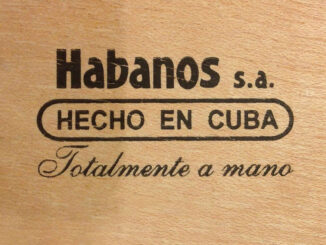 Habanos s.a.
HECHO EN CUBA
Totalmente a mano